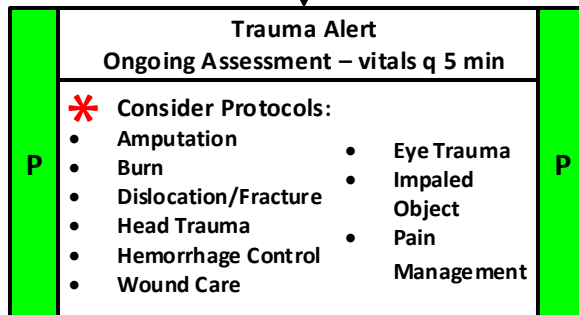 Trauma Alert
Ongoing Assessment – vitals q 5 min
P
* Consider Protocols:
• Amputation
• Burn
• Dislocation/Fracture
• Head Trauma
• Hemorrhage Control
• Wound Care
• Eye Trauma
• Impaled
Object
• Pain
Management
P